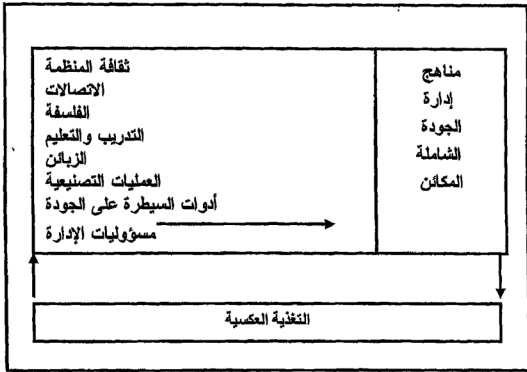 ثقافة المنظمة
الاتصالات
الفلسفة
التدريب والتعليم
الزبائن
العمليات التصنيعية
أدوات السيطرة على الجودة
مسؤوليات الإدارة
مناهج
إدارة
الجودة
الشاملة
المكائن
التغذية العكسية